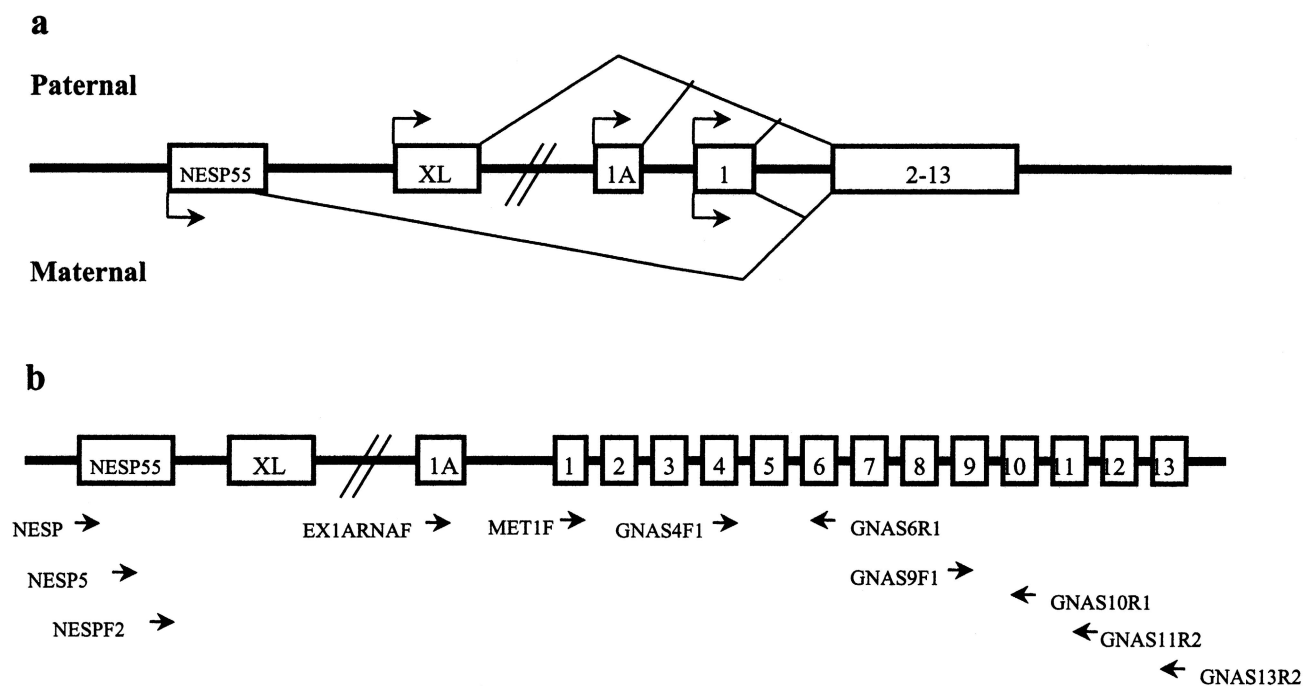 a
Paternal
NESP55 XL 1A 1 2-13
Maternal
b
NESP55 XL 1A 1 2 3 4 5 6 7 8 9 10 11 12 13
NESP EX1ARNAF MET1F GNAS4F1 GNAS6R1
NESP5 GNAS9F1
NESPF2 GNAS10R1
GNAS11R2
GNAS13R2